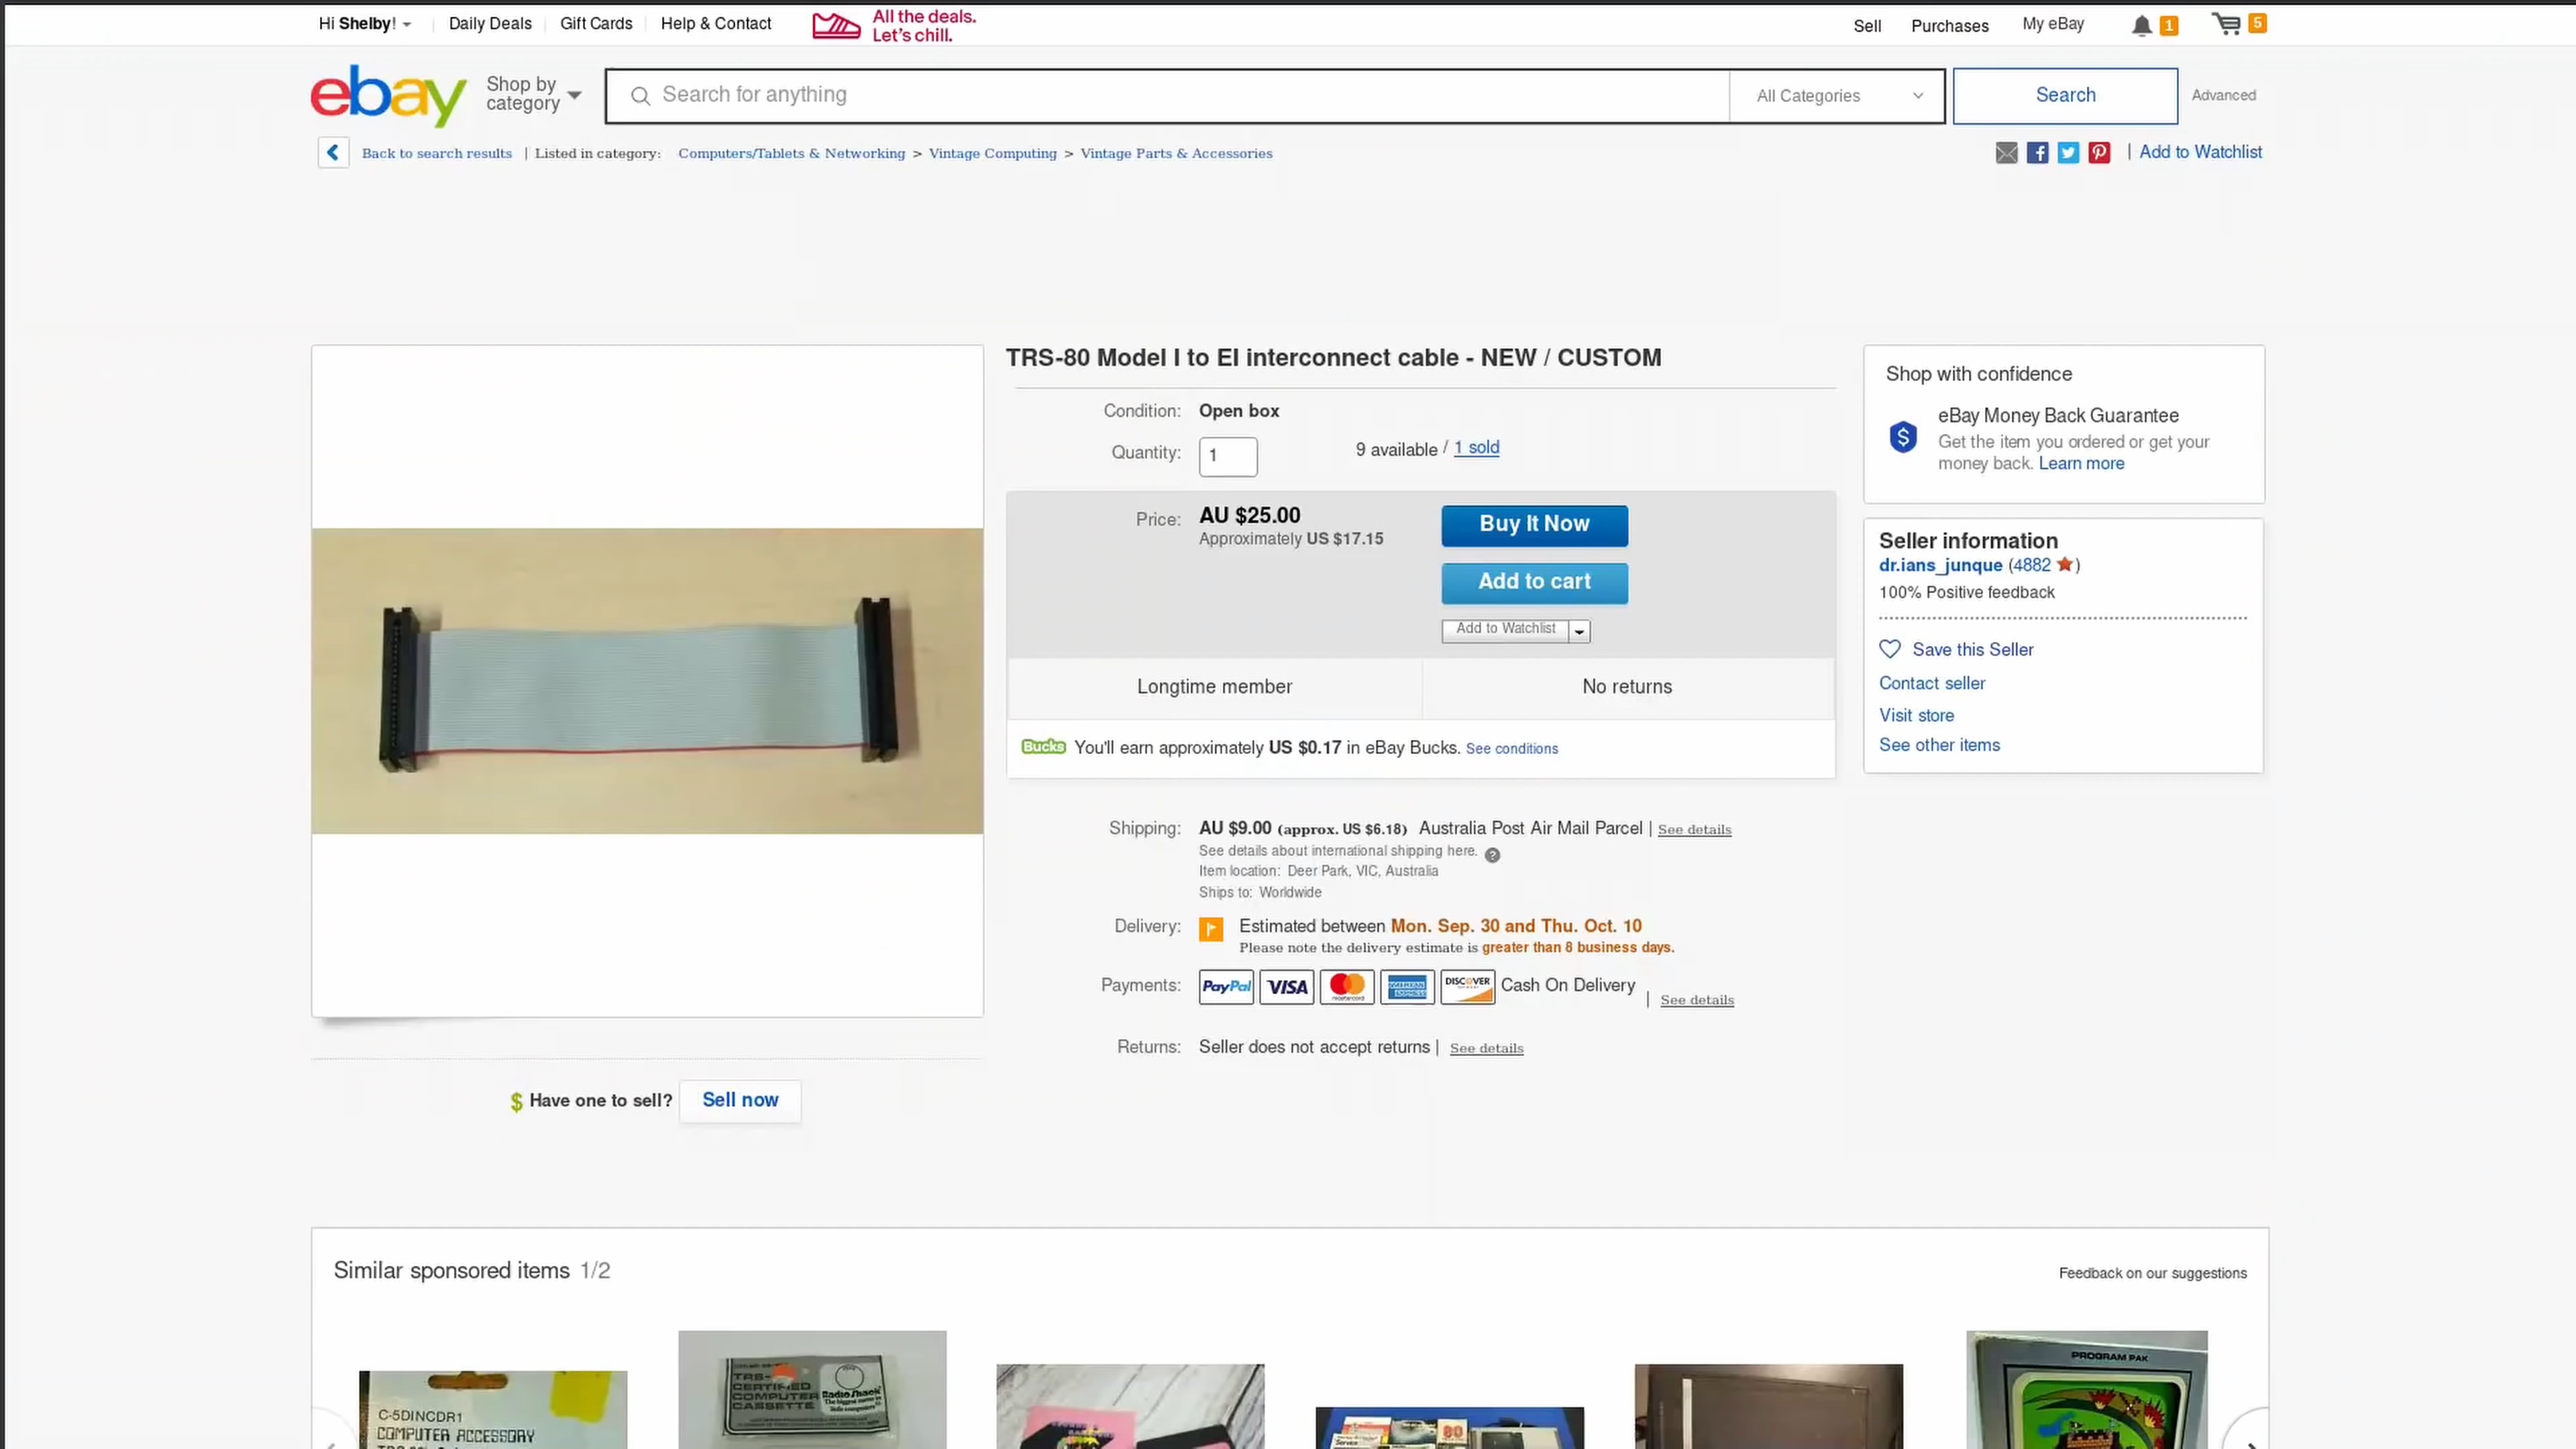 Hi Shelby!
Daily Deals
Gift Cards
Help & Contact
All the deals.
Let's chill.
Sell
Purchases
My eBay
1
5
ebay
Shop by
category
Search for anything
All Categories
Search
Advanced
Back to search results | Listed in category: Computers/Tablets & Networking > Vintage Computing > Vintage Parts & Accessories
| Add to Watchlist
TRS-80 Model I to EI interconnect cable - NEW / CUSTOM
Condition: Open box
Quantity: 1 9 available / 1 sold
Price: AU $25.00
Approximately US $17.15
Buy It Now
Add to cart
Add to Watchlist
Longtime member
No returns
Bucks You'll earn approximately US $0.17 in eBay Bucks. See conditions
Shipping: AU $9.00 (approx. US $6.18) Australia Post Air Mail Parcel | See details
See details about international shipping here. ?
Item location: Deer Park, VIC, Australia
Ships to: Worldwide
Delivery: Estimated between Mon. Sep. 30 and Thu. Oct. 10
Please note the delivery estimate is greater than 8 business days.
Payments: PayPal VISA mastercard AMERICAN EXPRESS DISCOVER Cash On Delivery | See details
Returns: Seller does not accept returns | See details
Shop with confidence
eBay Money Back Guarantee
Get the item you ordered or get your
money back. Learn more
Seller information
dr.ians_junque (4882)
100% Positive feedback
Save this Seller
Contact seller
Visit store
See other items
$ Have one to sell? Sell now
Similar sponsored items 1/2
Feedback on our suggestions
C-5DINCDR1
COMPUTER ACCESSORY
TRS-
CERTIFIED
COMPUTER
CASSETTE
Radio Shack
PROGRAM PAK